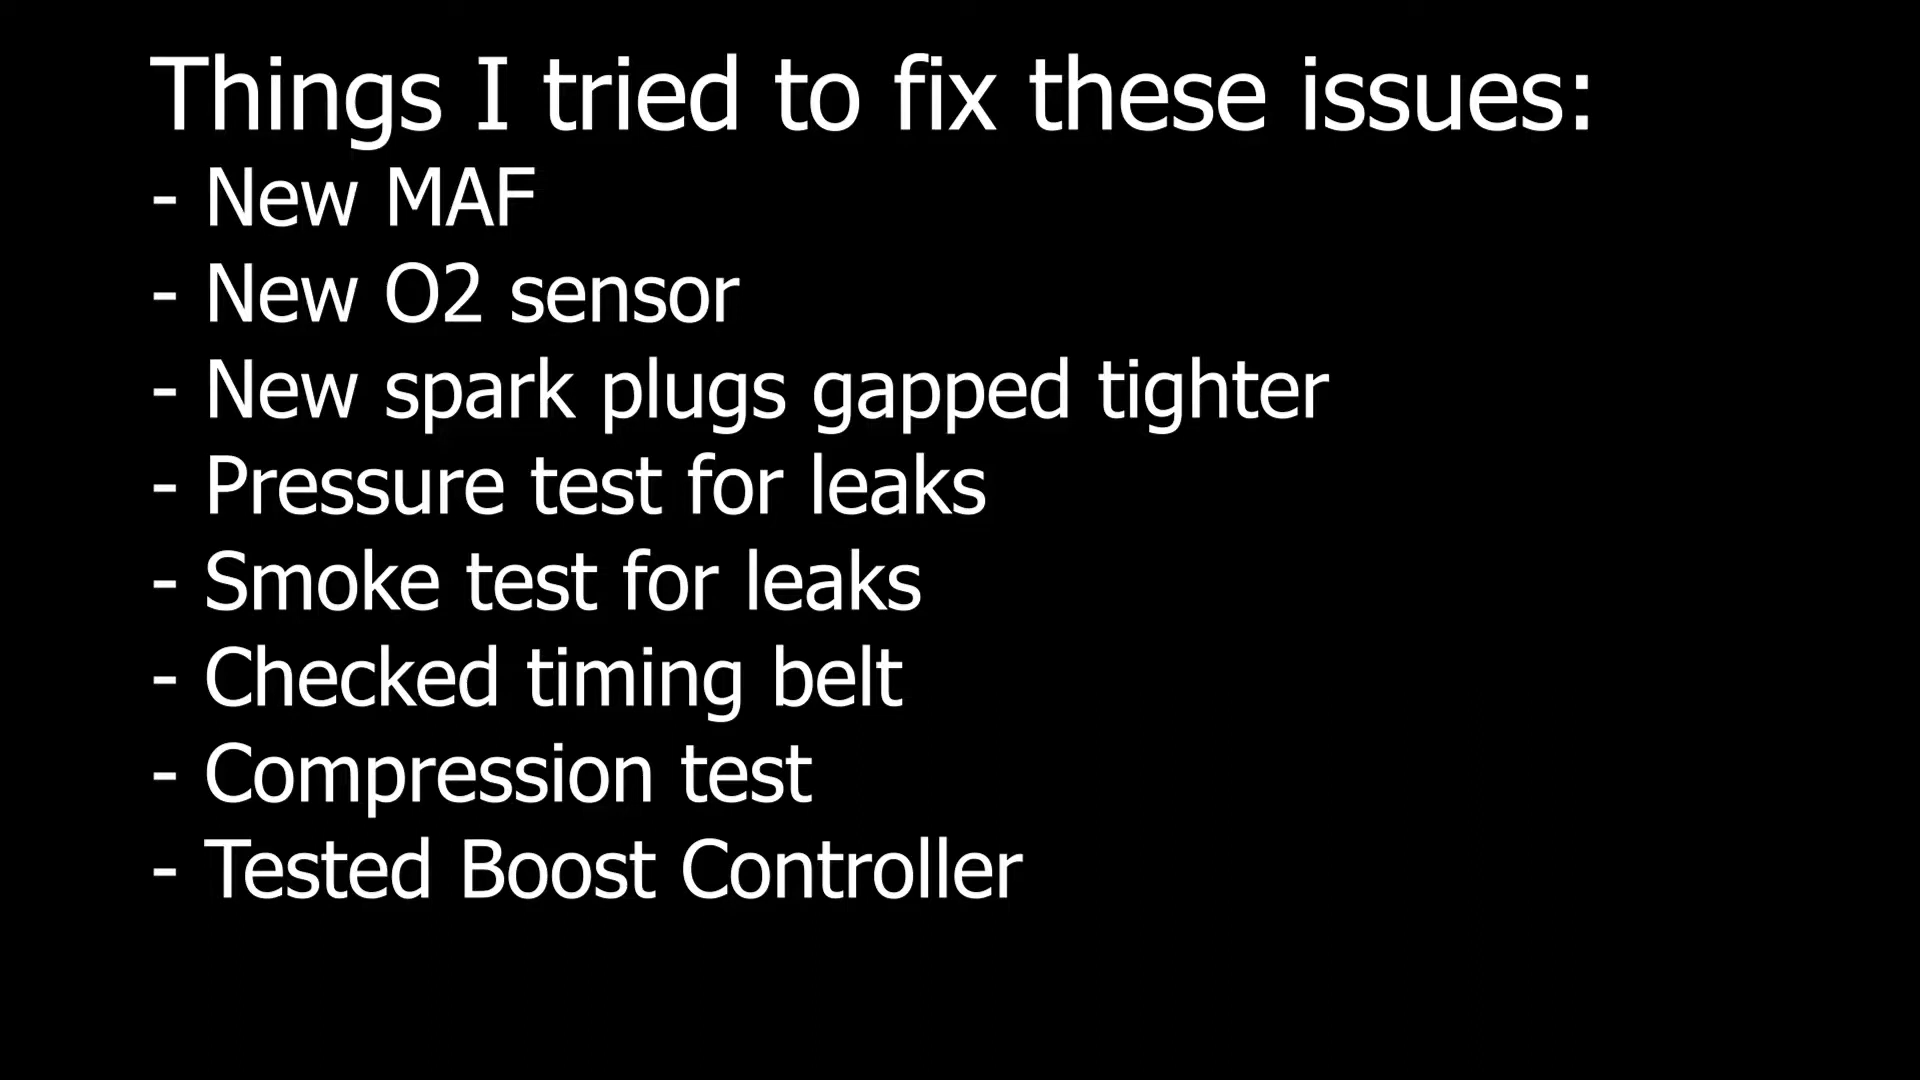 Things I tried to fix these issues:
- New MAF
- New O2 sensor
- New spark plugs gapped tighter
- Pressure test for leaks
- Smoke test for leaks
- Checked timing belt
- Compression test
- Tested Boost Controller